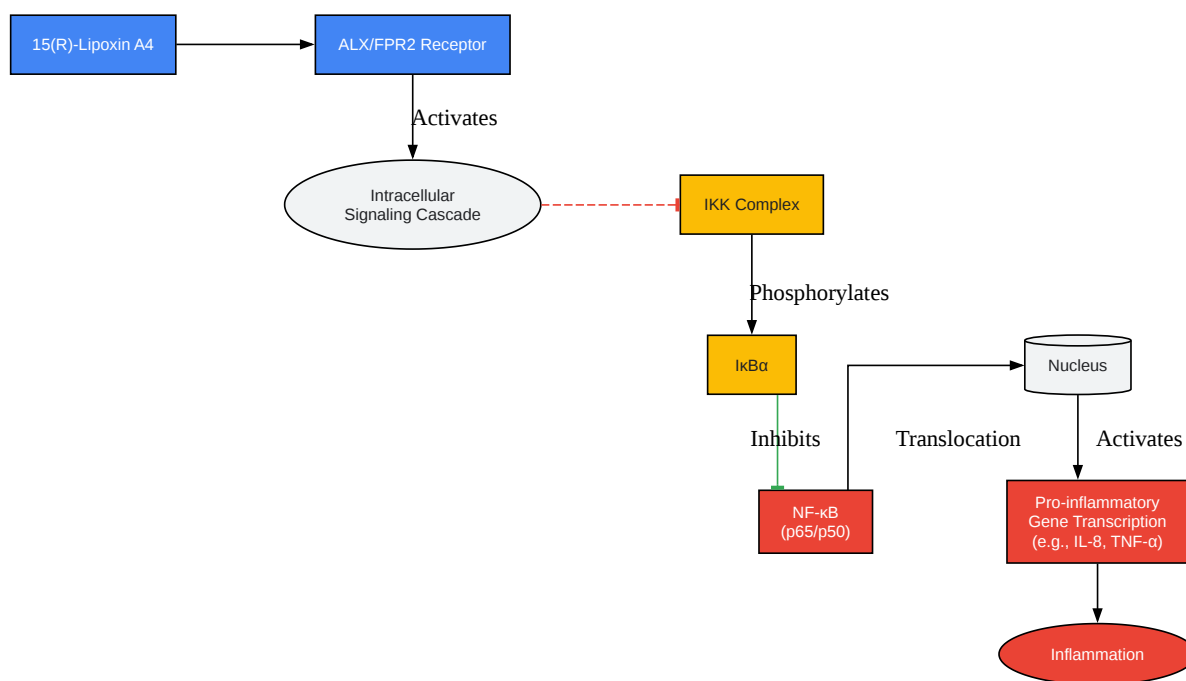 15(R)-Lipoxin A4
ALX/FPR2 Receptor
Activates
Intracellular
Signaling Cascade
IKK Complex
Phosphorylates
IκBα
Nucleus
Inhibits
Translocation
Activates
NF-κB
(p65/p50)
Pro-inflammatory
Gene Transcription
(e.g., IL-8, TNF-α)
Inflammation